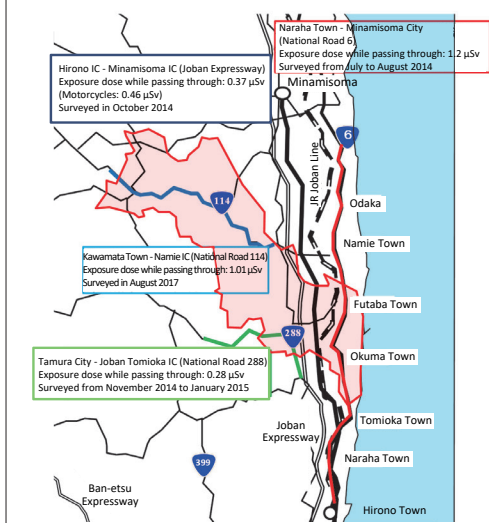 Naraha Town - Minamisoma City
(National Road 6)
Exposure dose while passing through: 1.2 μSv
Surveyed from July to August 2014
Hirono IC - Minamisoma IC (Joban Expressway)
Exposure dose while passing through: 0.37 μSv
(Motorcycles: 0.46 μSv)
Surveyed in October 2014
Minamisoma
6
JR Joban Line
114
Odaka
Namie Town
Kawamata Town - Namie IC (National Road 114)
Exposure dose while passing through: 1.01 μSv
Surveyed in August 2017
Futaba Town
288
Okuma Town
Tamura City - Joban Tomioka IC (National Road 288)
Exposure dose while passing through: 0.28 μSv
Surveyed from November 2014 to January 2015
Joban
Expressway
Tomioka Town
Naraha Town
399
Ban-etsu
Expressway
Hirono Town